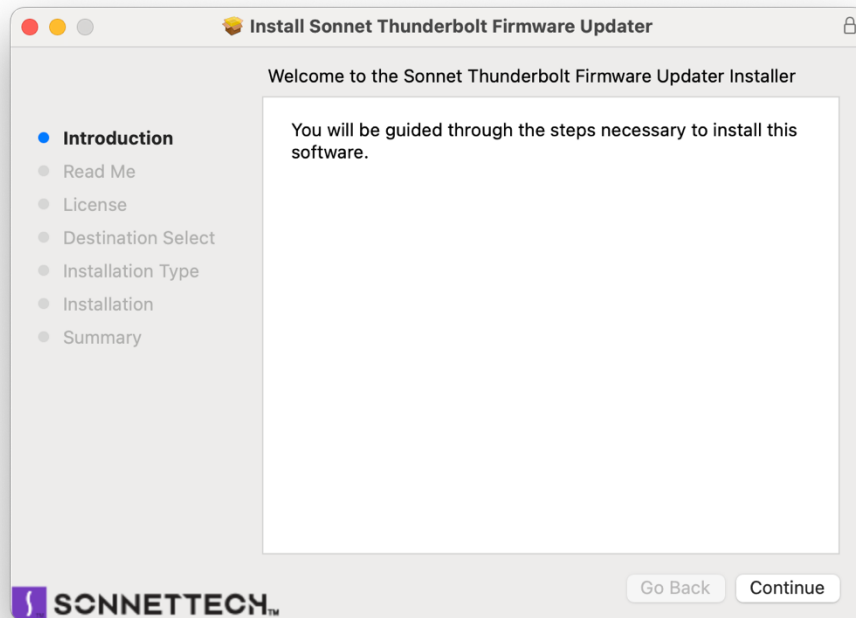 Install Sonnet Thunderbolt Firmware Updater
Welcome to the Sonnet Thunderbolt Firmware Updater Installer
You will be guided through the steps necessary to install this
software.
Introduction
Read Me
License
Destination Select
Installation Type
Installation
Summary
SONNETTECH™
Go Back
Continue